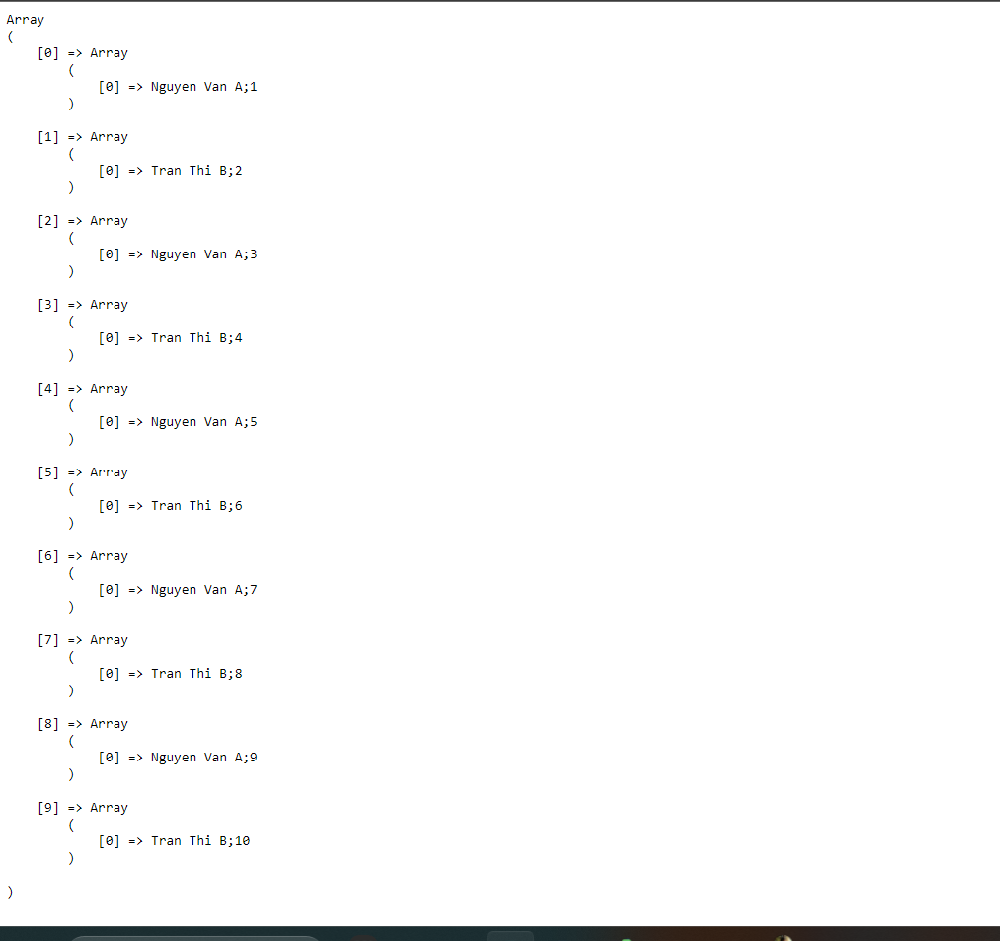 Array
(
    [0] => Array
        (
            [0] => Nguyen Van A;1
        )

    [1] => Array
        (
            [0] => Tran Thi B;2
        )

    [2] => Array
        (
            [0] => Nguyen Van A;3
        )

    [3] => Array
        (
            [0] => Tran Thi B;4
        )

    [4] => Array
        (
            [0] => Nguyen Van A;5
        )

    [5] => Array
        (
            [0] => Tran Thi B;6
        )

    [6] => Array
        (
            [0] => Nguyen Van A;7
        )

    [7] => Array
        (
            [0] => Tran Thi B;8
        )

    [8] => Array
        (
            [0] => Nguyen Van A;9
        )

    [9] => Array
        (
            [0] => Tran Thi B;10
        )

)